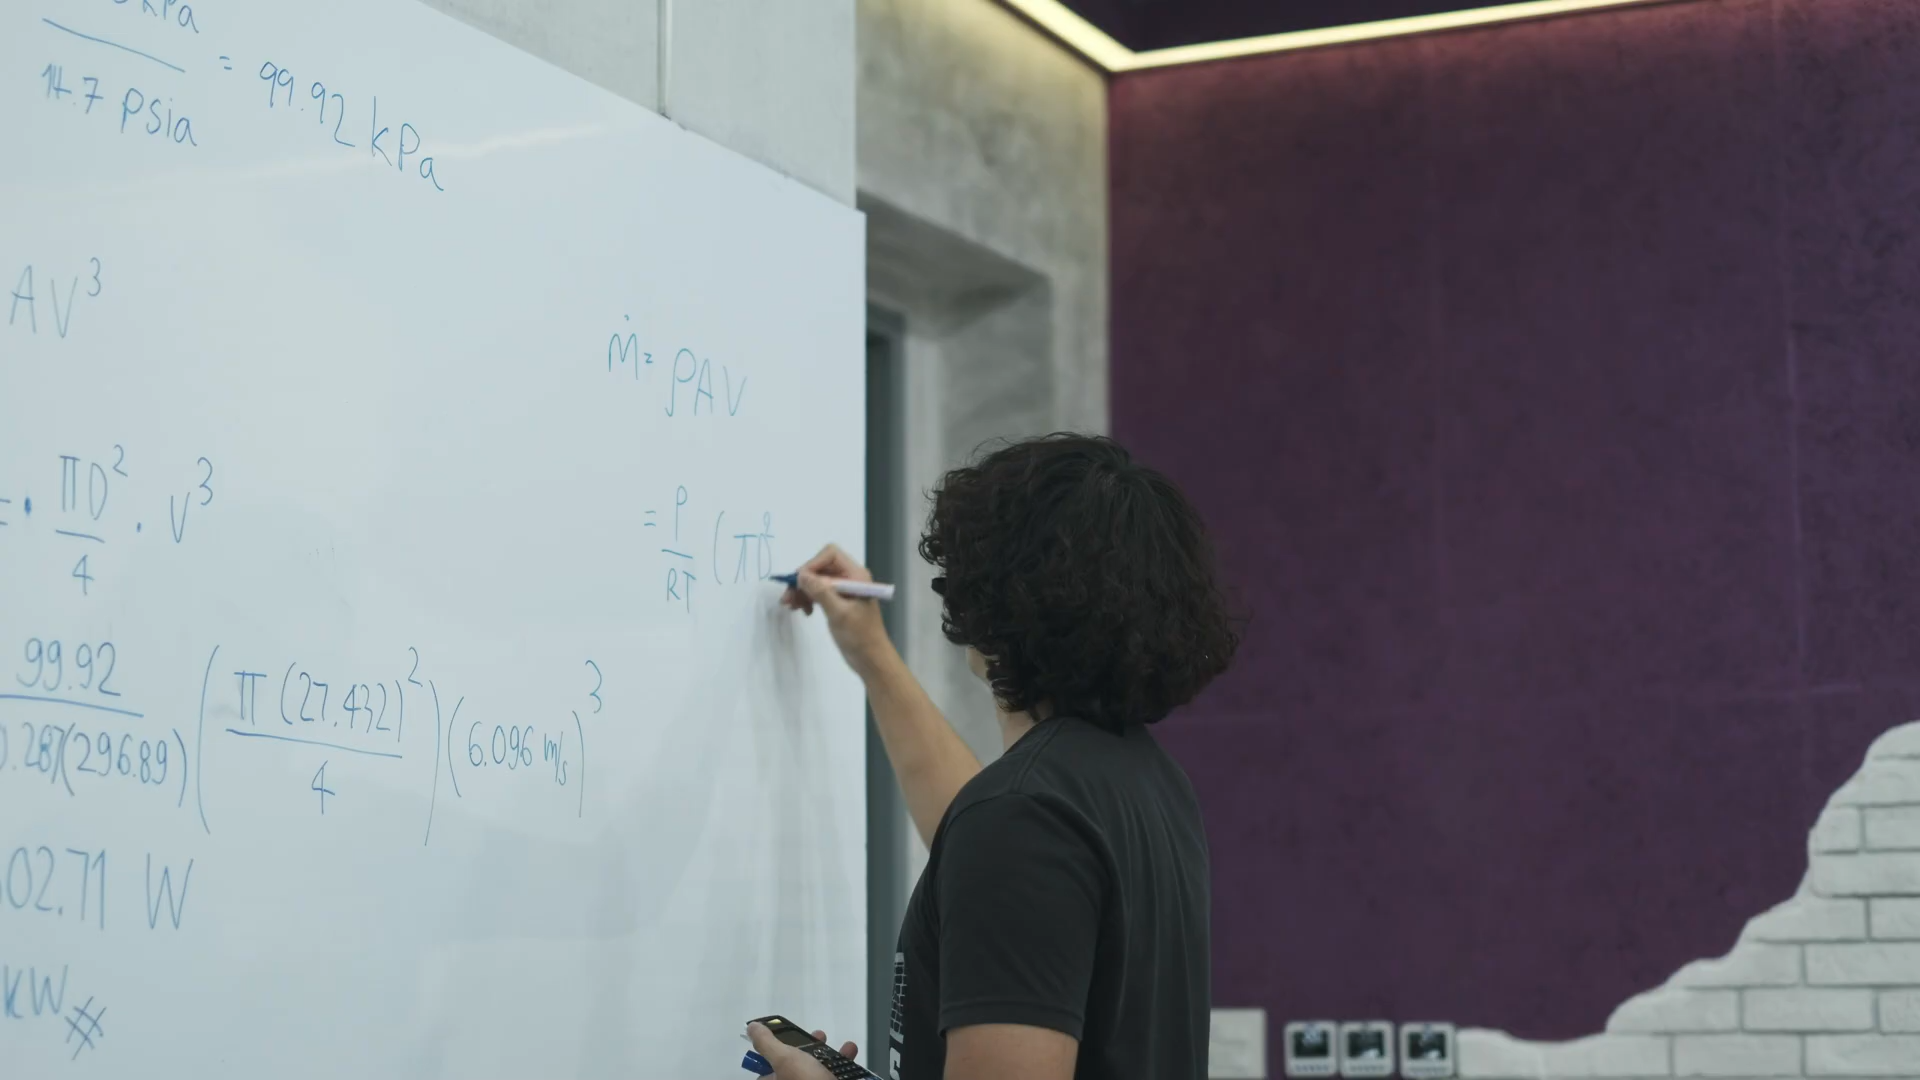 kPa
14.7 psia
= 99.92 kPa
AV³
ṁ = ρAV
= · πD²/4 · V³
= P/RT (πD²
99.92
0.287(296.89) (π(27.432)²/4) (6.096 m/s)³
02.71 W
kW